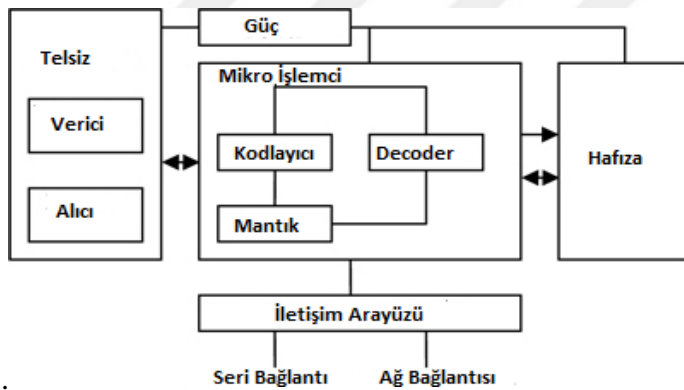 Güç
Telsiz
Mikro İşlemci
Verici
Kodlayıcı
Decoder
Hafıza
Alıcı
Mantık
İletişim Arayüzü
Seri Bağlantı
Ağ Bağlantısı
.